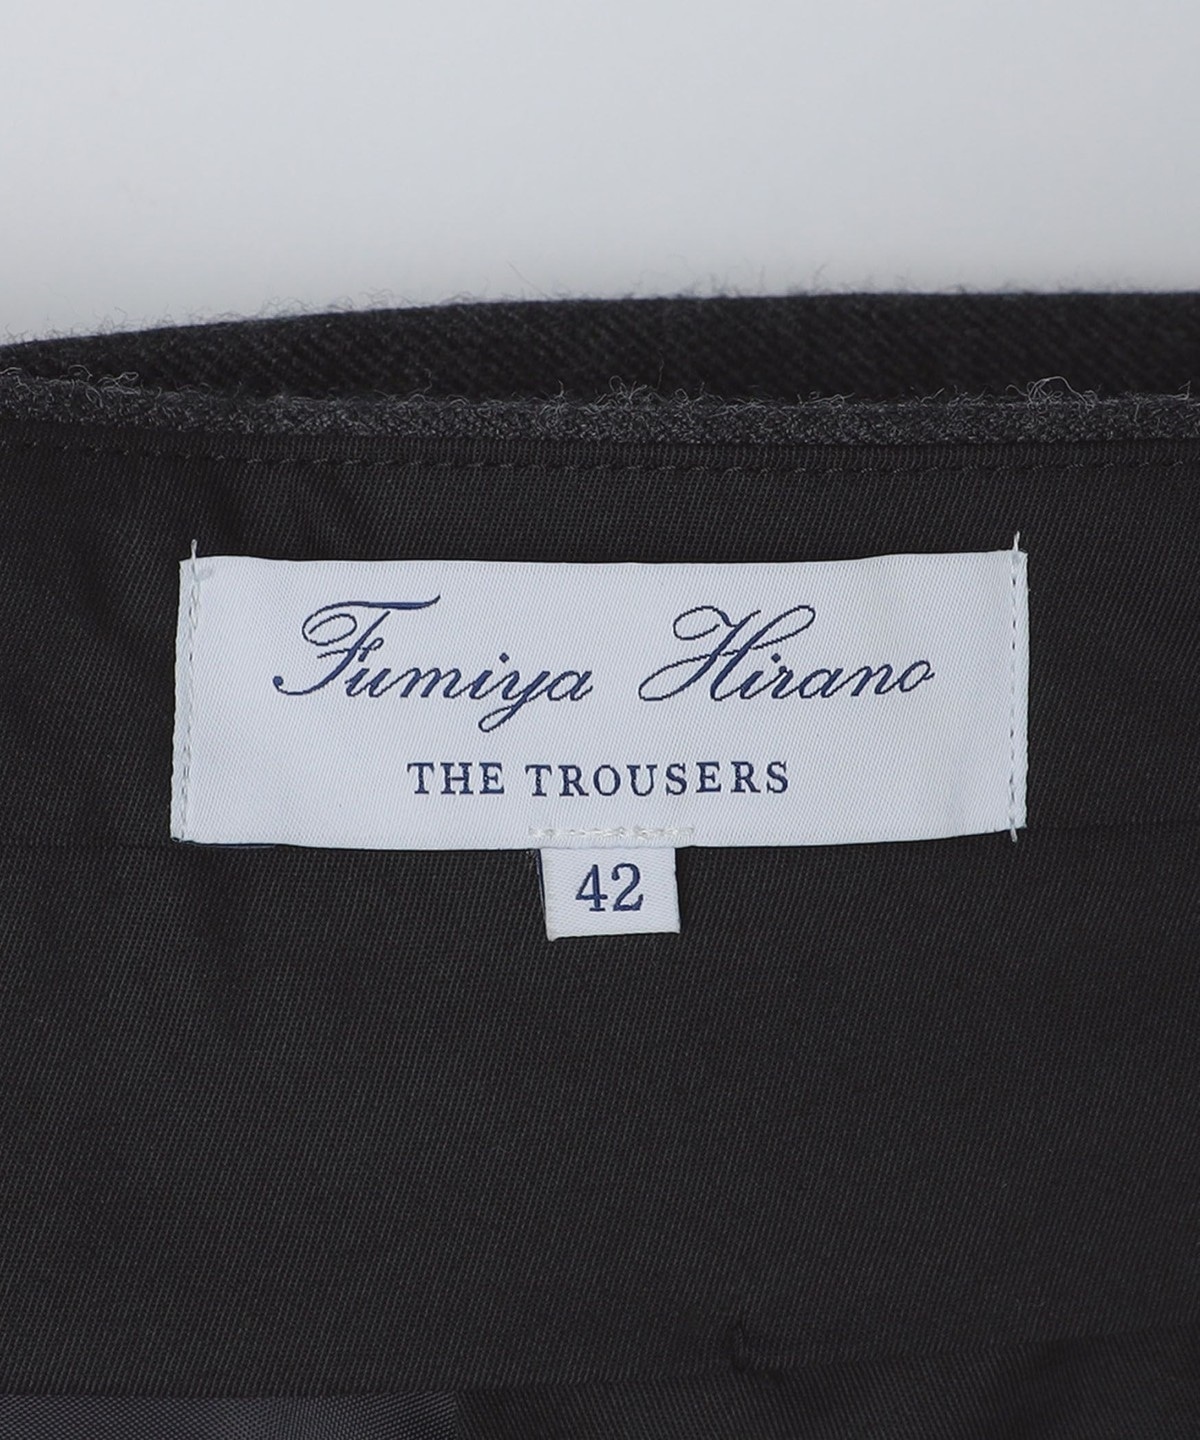 Fumiya Hirano
THE TROUSERS
42